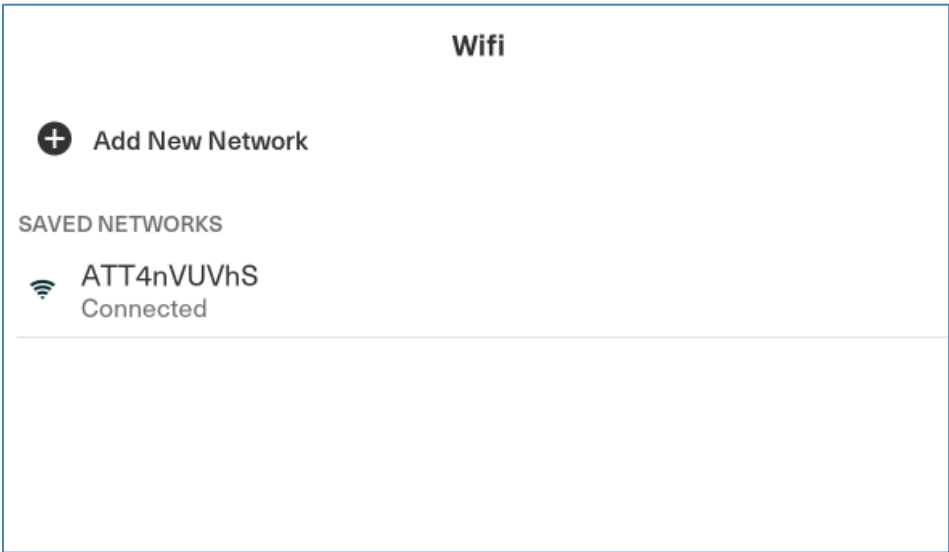 Wifi
Add New Network
SAVED NETWORKS
ATT4nVUVhS
Connected